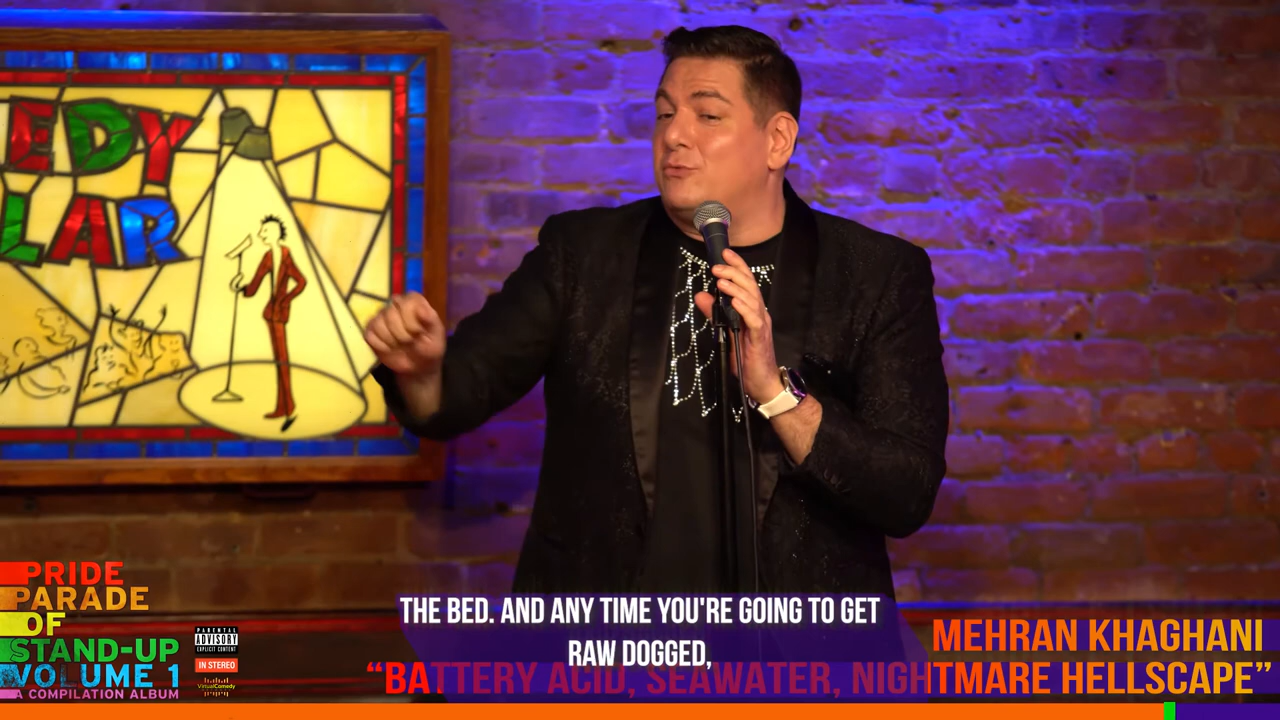 EDY
LAR
THE BED. AND ANY TIME YOU'RE GOING TO GET
RAW DOGGED,
PRIDE
PARADE
OF
STAND-UP
VOLUME 1
A COMPILATION ALBUM
PARENTAL
ADVISORY
EXPLICIT CONTENT
IN STEREO
VirtualComedy
MEHRAN KHAGHANI
"BATTERY ACID, SEAWATER, NIGHTMARE HELLSCAPE"